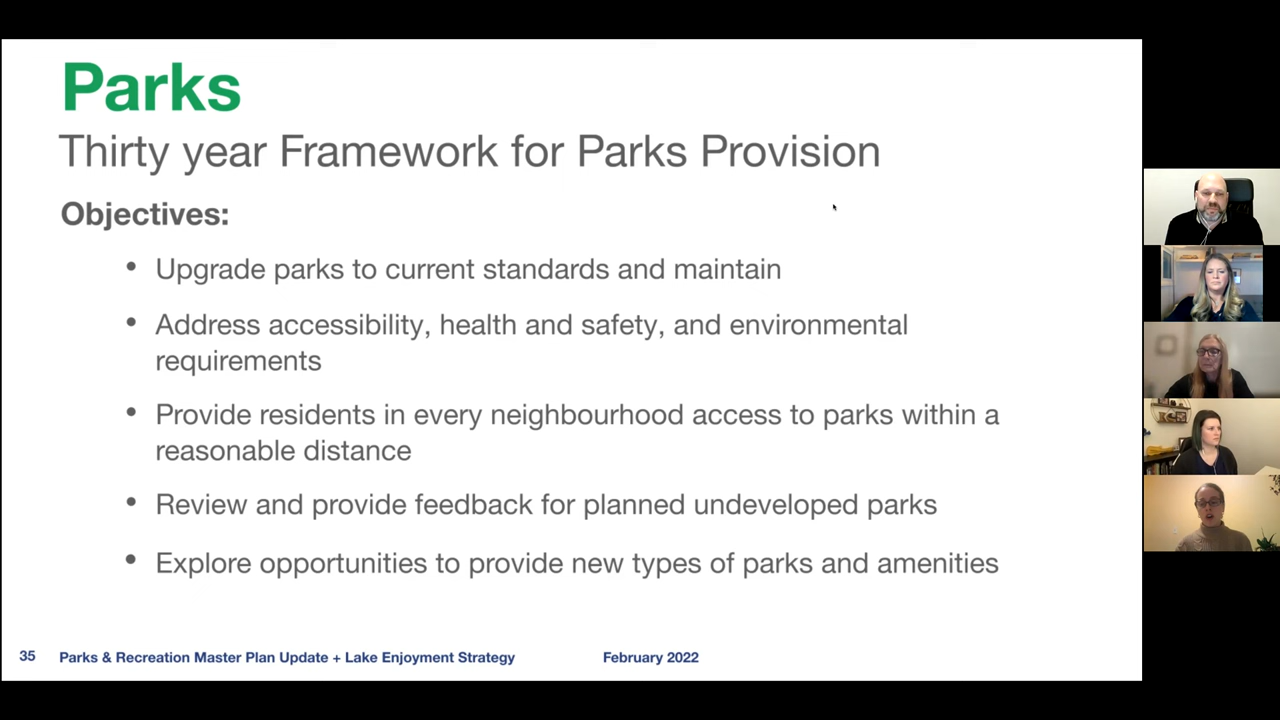 Parks
Thirty year Framework for Parks Provision
Objectives:
• Upgrade parks to current standards and maintain
• Address accessibility, health and safety, and environmental
requirements
• Provide residents in every neighbourhood access to parks within a
reasonable distance
• Review and provide feedback for planned undeveloped parks
• Explore opportunities to provide new types of parks and amenities
35 Parks & Recreation Master Plan Update + Lake Enjoyment Strategy February 2022